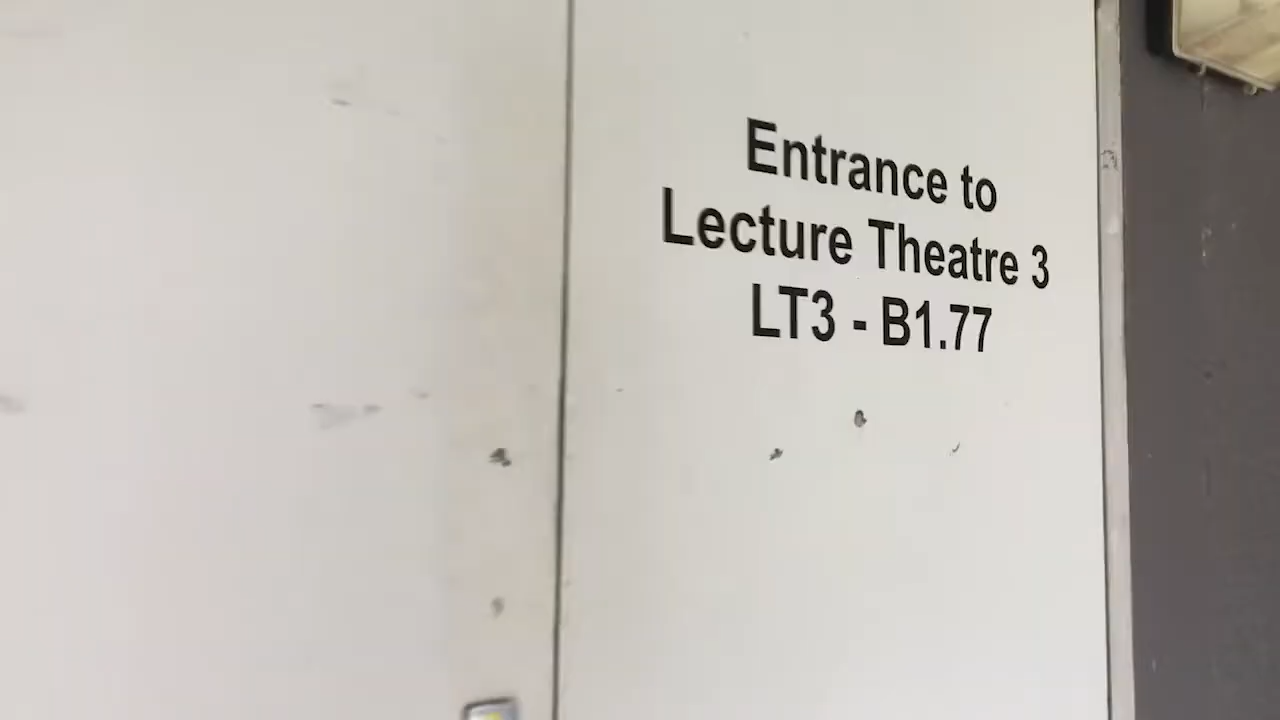 Entrance to
Lecture Theatre 3
LT3 - B1.77